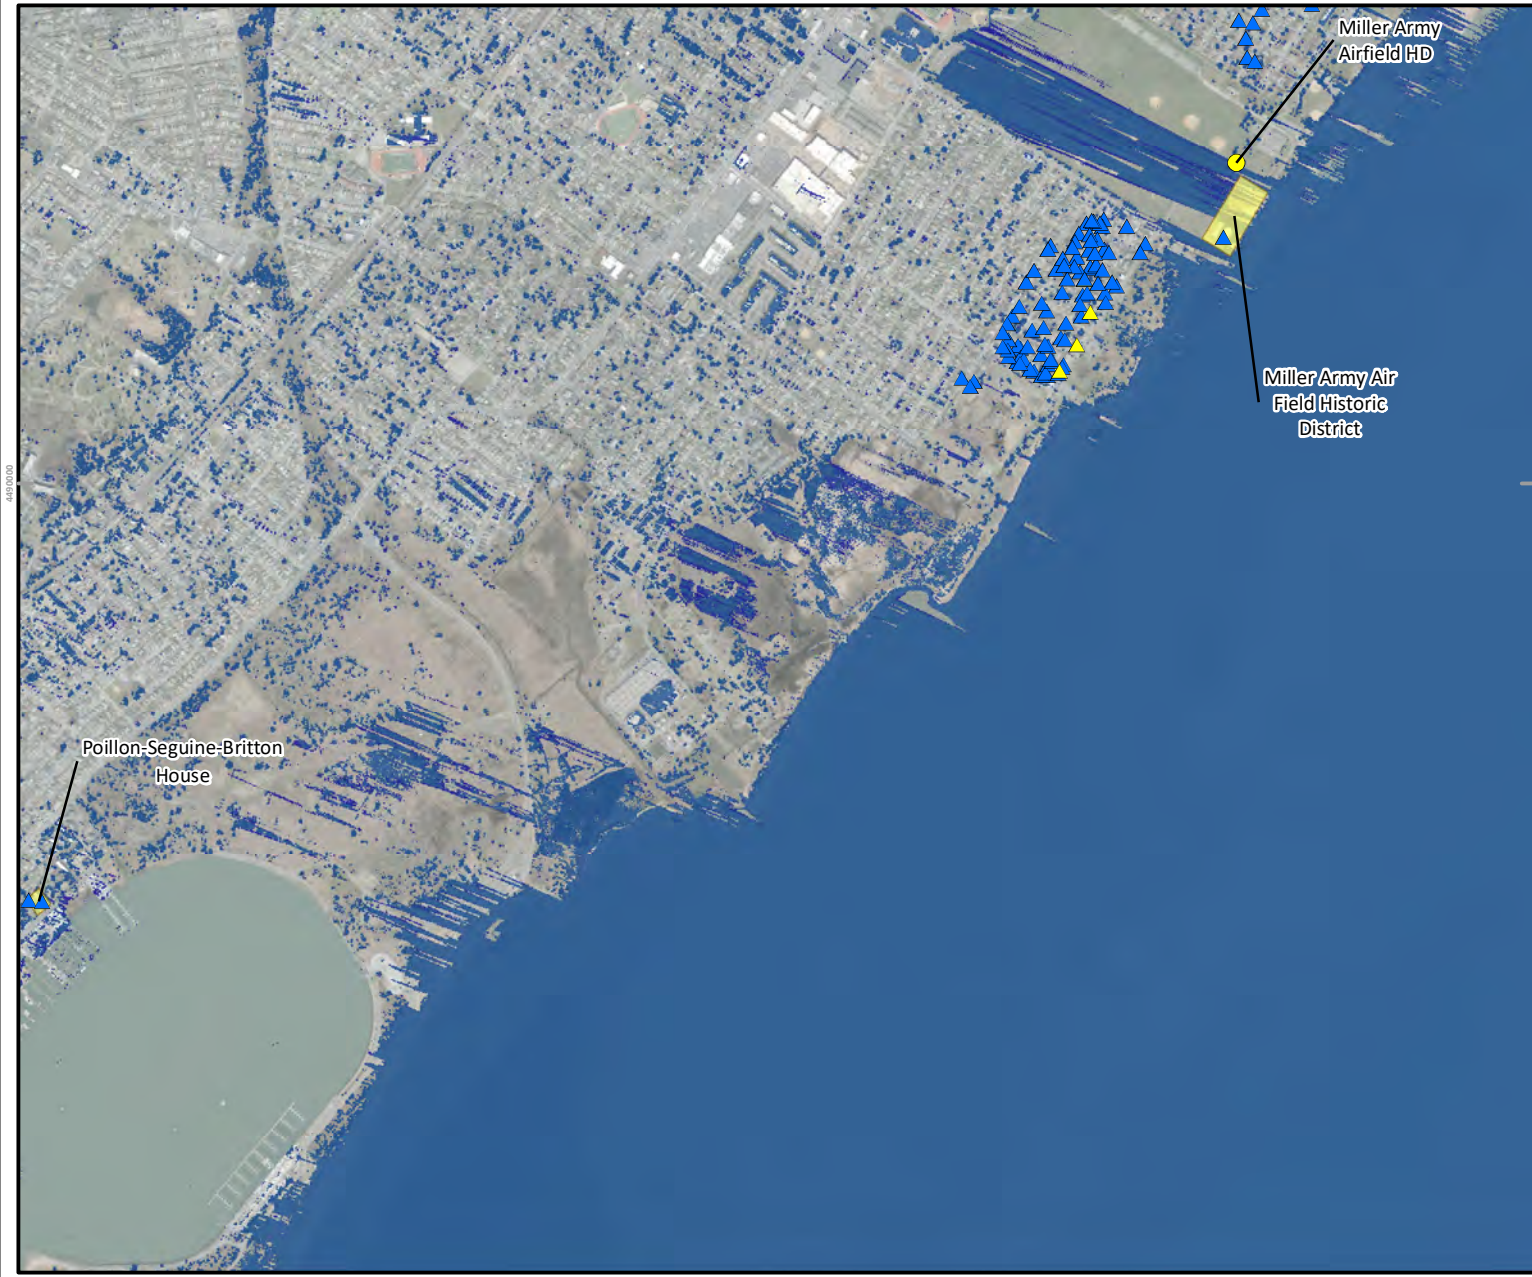 Miller Army
Airfield HD
Miller Army Air
Field Historic
District
4490000
Poillon-Seguine-Britton
House